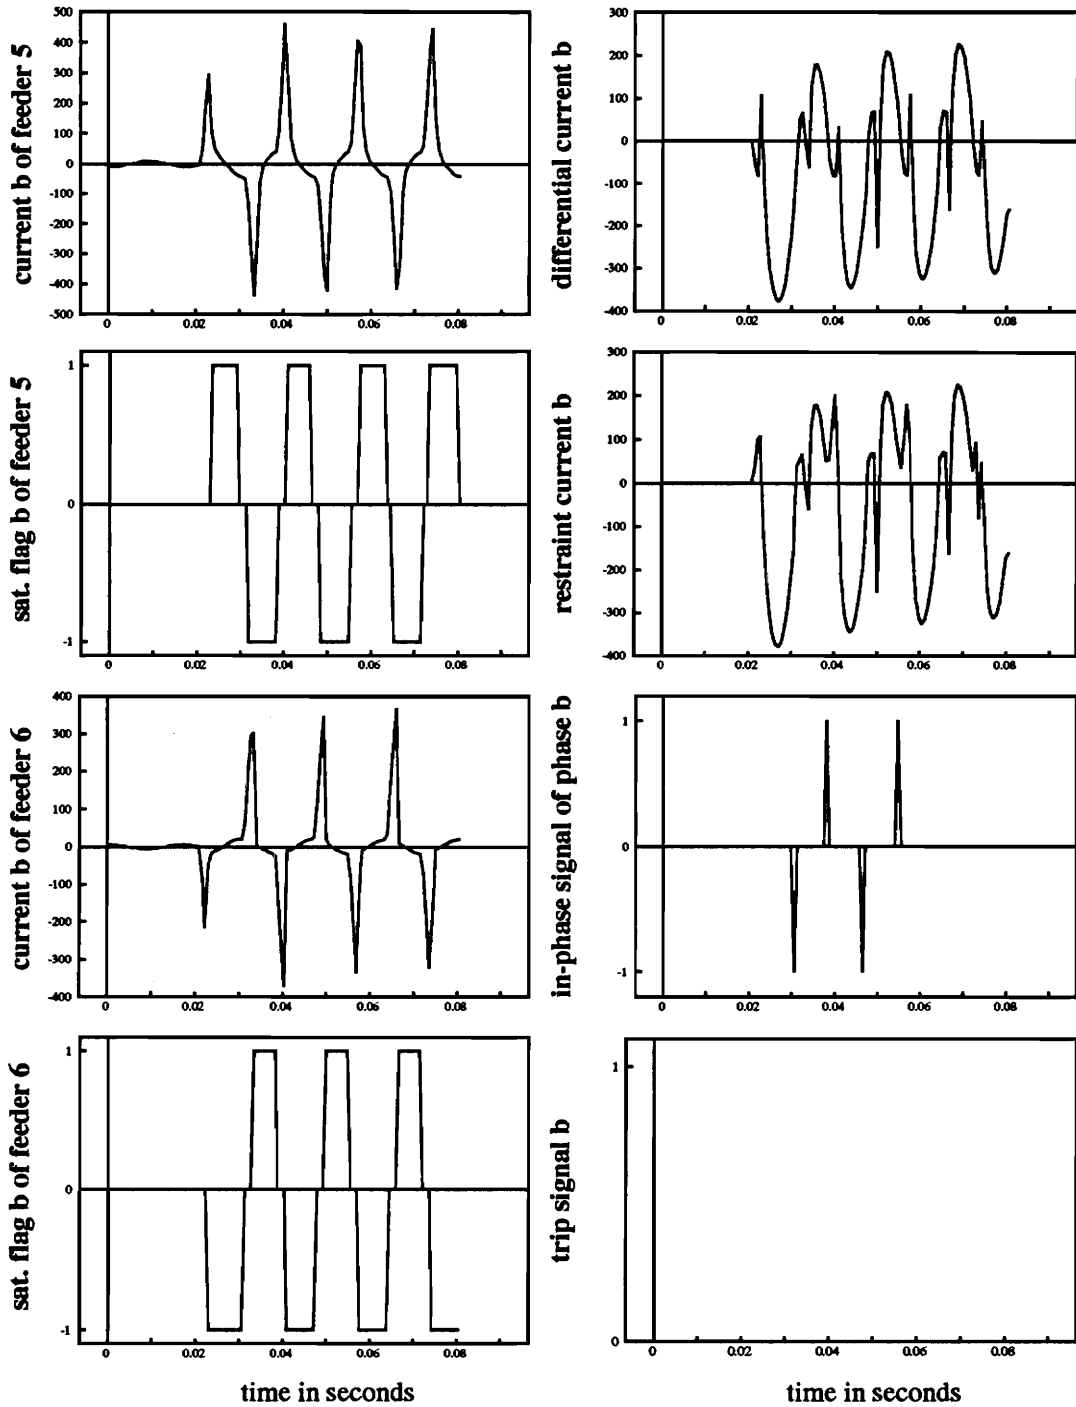 current b of feeder 5
500
400
300
200
100
0
-100
-200
-300
-400
-500
0 0.02 0.04 0.06 0.08
differential current b
300
200
100
0
-100
-200
-300
-400
0 0.02 0.04 0.06 0.08
sat. flag b of feeder 5
1
0
-1
0 0.02 0.04 0.06 0.08
restraint current b
300
200
100
0
-100
-200
-300
-400
0 0.02 0.04 0.06 0.08
current b of feeder 6
400
300
200
100
0
-100
-200
-300
-400
0 0.02 0.04 0.06 0.08
in-phase signal of phase b
1
0
-1
0 0.02 0.04 0.06 0.08
sat. flag b of feeder 6
1
0
-1
0 0.02 0.04 0.06 0.08
time in seconds
trip signal b
1
0
0 0.02 0.04 0.06 0.08
time in seconds